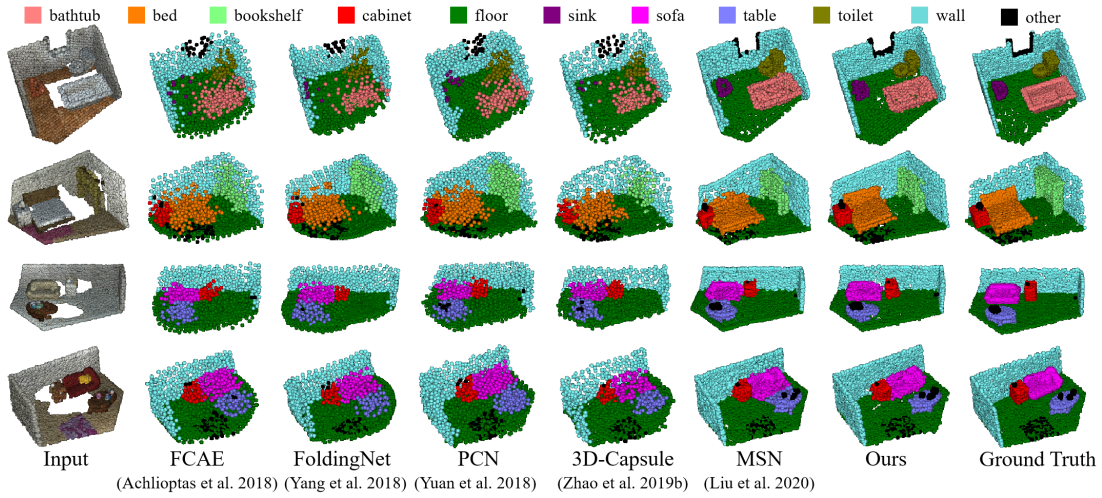 bathtub bed bookshelf cabinet floor sink sofa table toilet wall other
Input FCAE FoldingNet PCN 3D-Capsule MSN Ours Ground Truth
(Achlioptas et al. 2018) (Yang et al. 2018) (Yuan et al. 2018) (Zhao et al. 2019b) (Liu et al. 2020)